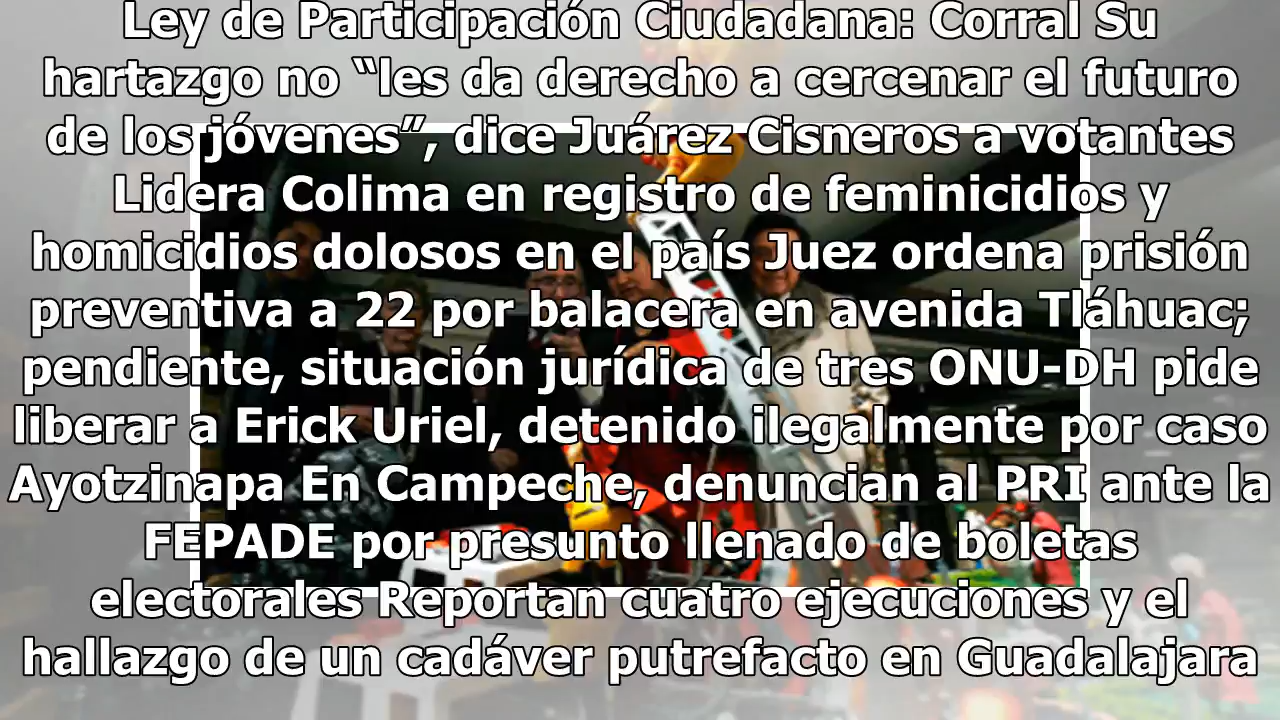 Ley de Participación Ciudadana: Corral Su
hartazgo no “les da derecho a cercenar el futuro
de los jóvenes”, dice Juárez Cisneros a votantes
Lidera Colima en registro de feminicidios y
homicidios dolosos en el país Juez ordena prisión
preventiva a 22 por balacera en avenida Tláhuac;
pendiente, situación jurídica de tres ONU-DH pide
liberar a Erick Uriel, detenido ilegalmente por caso
Ayotzinapa En Campeche, denuncian al PRI ante la
FEPADE por presunto llenado de boletas
electorales Reportan cuatro ejecuciones y el
hallazgo de un cadáver putrefacto en Guadalajara